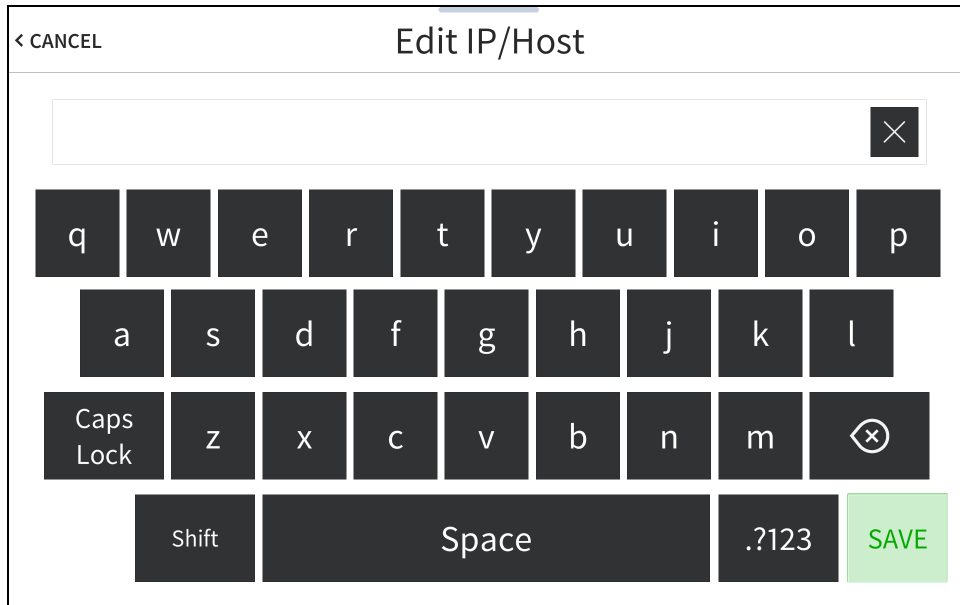 < CANCEL
Edit IP/Host
q w e r t y u i o p
a s d f g h j k l
Caps
Lock
z x c v b n m
Shift Space .?123 SAVE